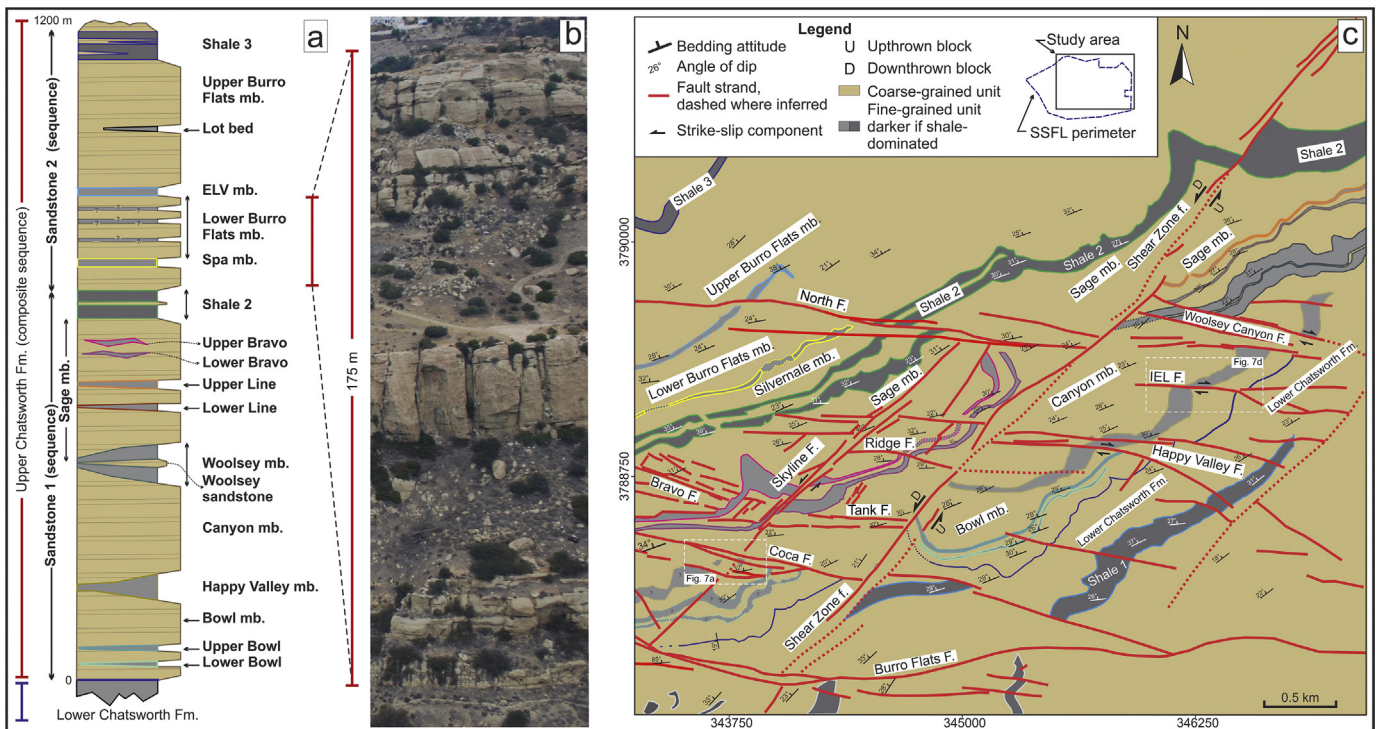 a
1200 m
Shale 3
Upper Burro
Flats mb.
Lot bed
ELV mb.
Lower Burro
Flats mb.
Spa mb.
Shale 2
Upper Bravo
Lower Bravo
Upper Line
Lower Line
Woolsey mb.
Woolsey
sandstone
Canyon mb.
Happy Valley mb.
Bowl mb.
Upper Bowl
Lower Bowl
0
Lower Chatsworth Fm.
Upper Chatsworth Fm. (composite sequence)
Sandstone 2 (sequence)
Sandstone 1 (sequence)
Sage mb.
b
175 m
c
Legend
Bedding attitude
26° Angle of dip
Fault strand,
dashed where inferred
Strike-slip component
U Upthrown block
D Downthrown block
Coarse-grained unit
Fine-grained unit
darker if shale-
dominated
Study area
SSFL perimeter
N
3790000
3788750
343750
345000
346250
0.5 km
Shale 3
Shale 2
Upper Burro Flats mb.
North F.
Shale 2
Shale 2
Sage mb.
Shear Zone f.
D
U
Sage mb.
Woolsey Canyon F.
Lower Burro Flats mb.
Silvernale mb.
Sage mb.
Canyon mb.
IEL F.
Fig. 7d
Lower Chatsworth Fm.
Skyline F.
Ridge F.
Happy Valley F.
Bravo F.
Tank F.
D
U
Bowl mb.
Lower Chatsworth Fm.
Coca F.
Fig. 7a
Shale 1
Shear Zone f.
Burro Flats F.